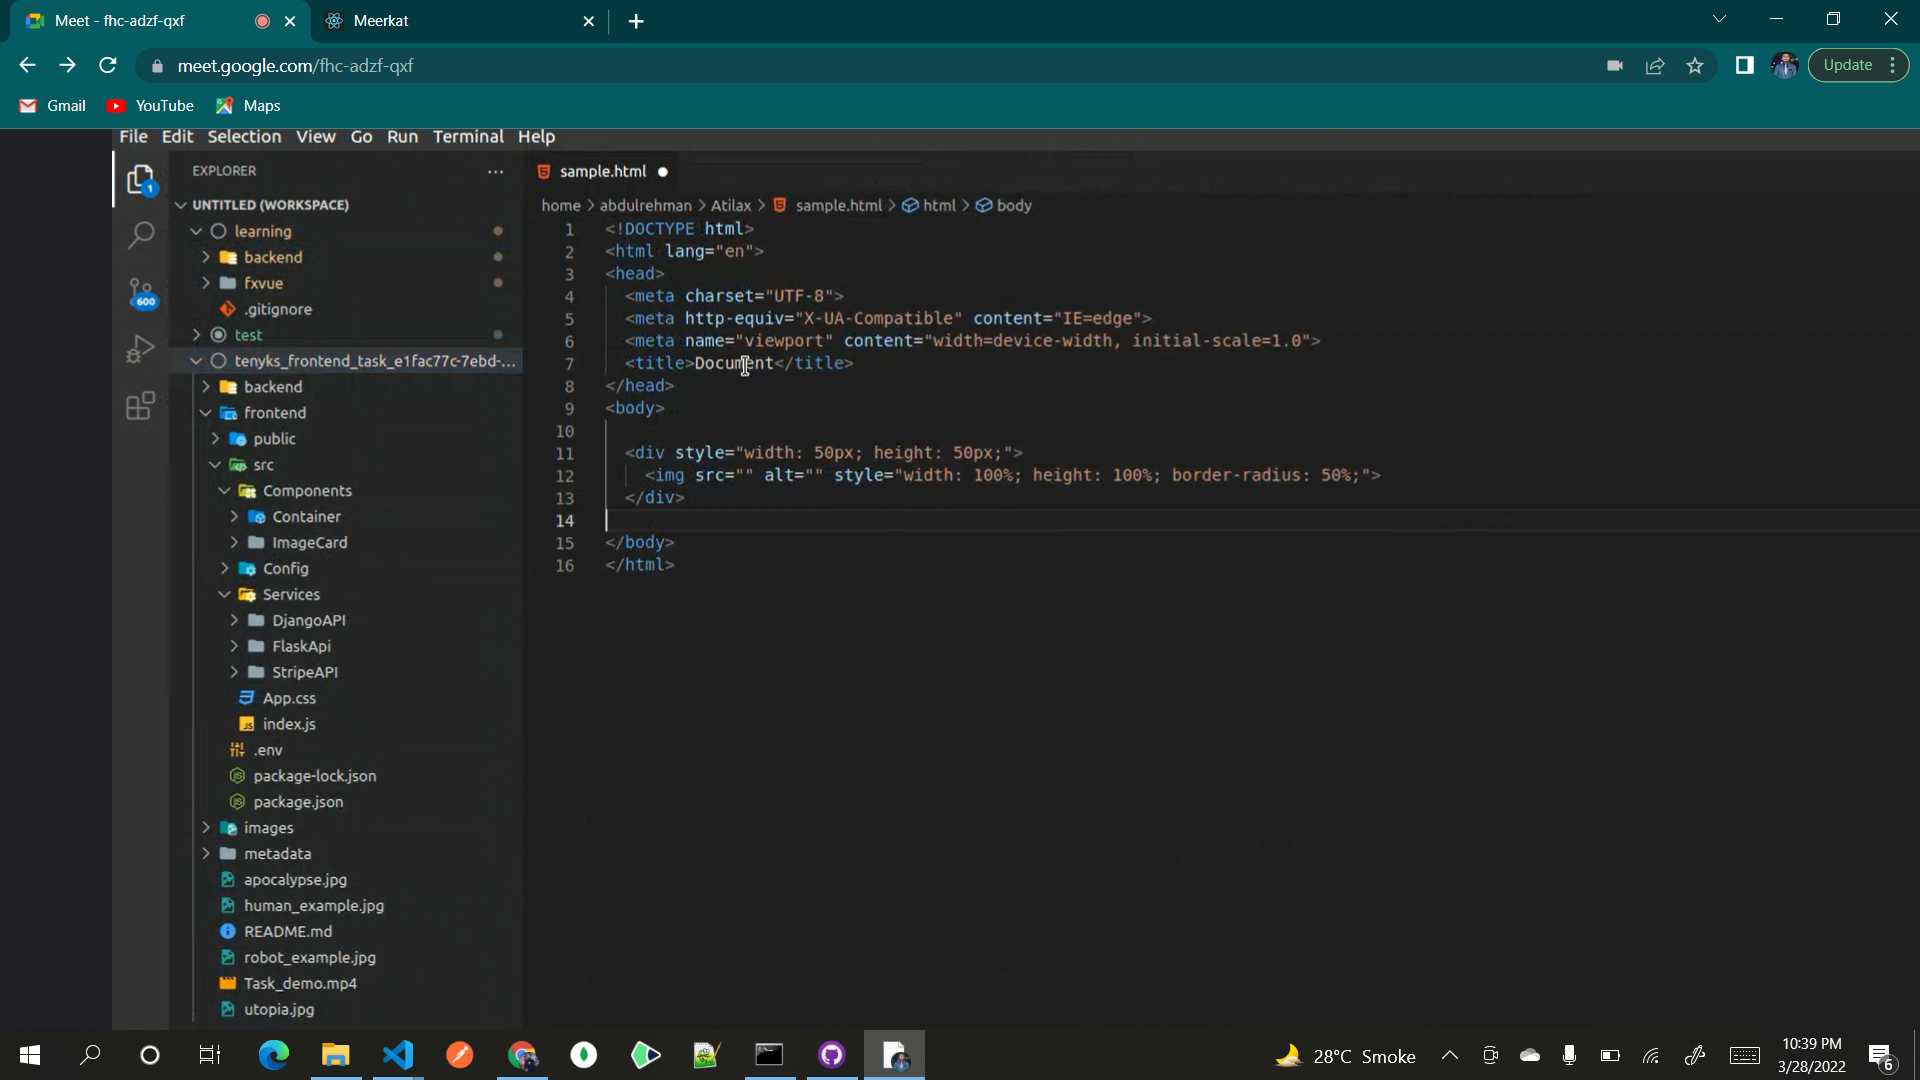 Meet - fhc-adzf-qxf
Meerkat
meet.google.com/fhc-adzf-qxf
Update
Gmail
YouTube
Maps
File Edit Selection View Go Run Terminal Help
EXPLORER
UNTITLED (WORKSPACE)
learning
backend
fxvue
.gitignore
test
tenyks_frontend_task_e1fac77c-7ebd-...
backend
frontend
public
src
Components
Container
ImageCard
Config
Services
DjangoAPI
FlaskApi
StripeAPI
App.css
index.js
.env
package-lock.json
package.json
images
metadata
apocalypse.jpg
human_example.jpg
README.md
robot_example.jpg
Task_demo.mp4
utopia.jpg
1
600
sample.html
home > abdulrehman > Atilax > sample.html > html > body
1 <!DOCTYPE html>
2 <html lang="en">
3 <head>
4 <meta charset="UTF-8">
5 <meta http-equiv="X-UA-Compatible" content="IE=edge">
6 <meta name="viewport" content="width=device-width, initial-scale=1.0">
7 <title>Document</title>
8 </head>
9 <body>
10
11 <div style="width: 50px; height: 50px;">
12 <img src="" alt="" style="width: 100%; height: 100%; border-radius: 50%;">
13 </div>
14
15 </body>
16 </html>
28°C Smoke
10:39 PM
3/28/2022
6